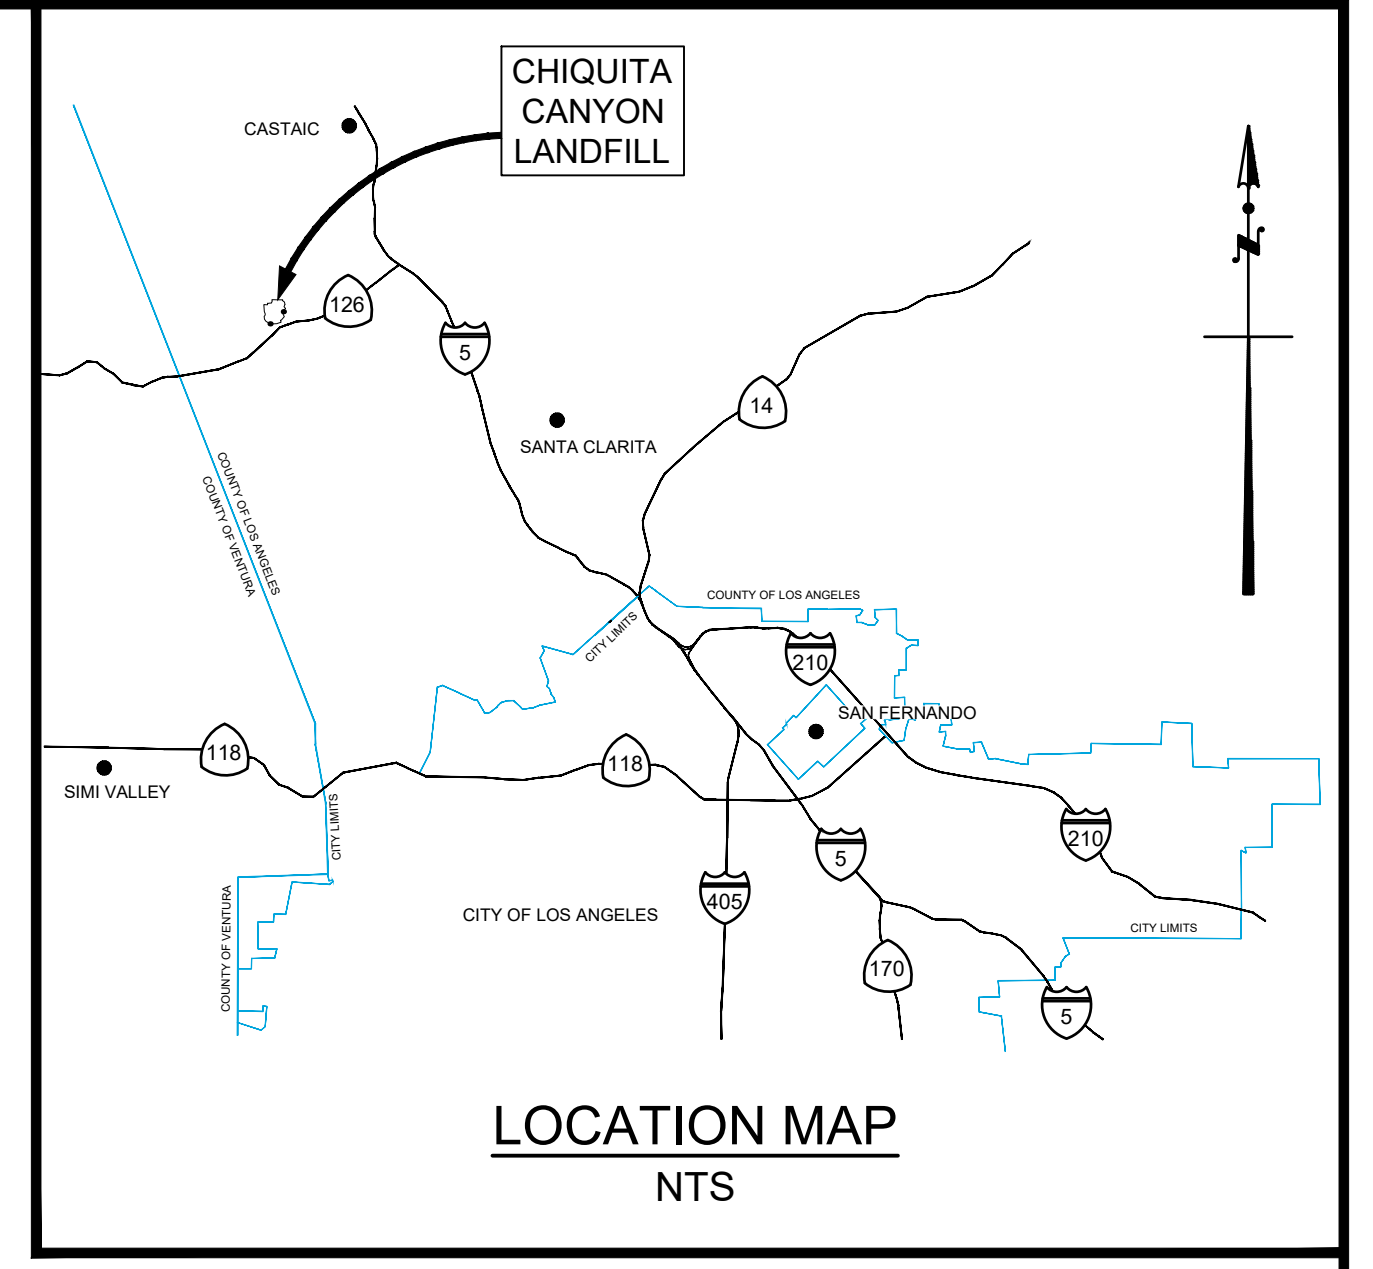 CHIQUITA
CANYON
LANDFILL
CASTAIC
N
126
5
14
SANTA CLARITA
COUNTY OF LOS ANGELES
COUNTY OF VENTURA
COUNTY OF LOS ANGELES
CITY LIMITS
210
SAN FERNANDO
118
118
SIMI VALLEY
CITY LIMITS
210
5
405
COUNTY OF VENTURA
CITY OF LOS ANGELES
CITY LIMITS
170
5
LOCATION MAP
NTS